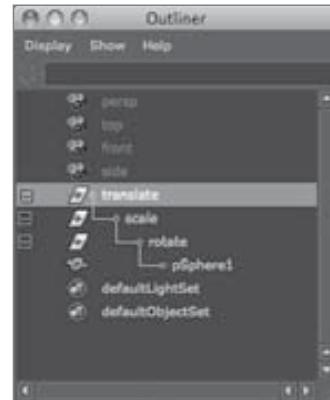 Outliner
Display Show Help
persp
top
front
side
translate
scale
rotate
pSphere1
defaultLightSet
defaultObjectSet